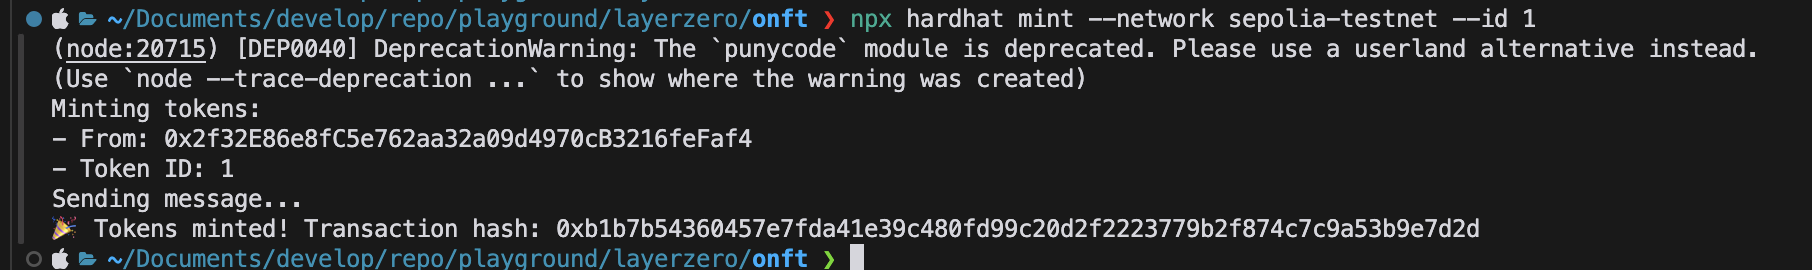 ~/Documents/develop/repo/playground/layerzero/onft ❯ npx hardhat mint --network sepolia-testnet --id 1
(node:20715) [DEP0040] DeprecationWarning: The `punycode` module is deprecated. Please use a userland alternative instead.
(Use `node --trace-deprecation ...` to show where the warning was created)
Minting tokens:
- From: 0x2f32E86e8fC5e762aa32a09d4970cB3216feFaf4
- Token ID: 1
Sending message...
🎉 Tokens minted! Transaction hash: 0xb1b7b54360457e7fda41e39c480fd99c20d2f2223779b2f874c7c9a53b9e7d2d
~/Documents/develop/repo/playground/layerzero/onft ❯